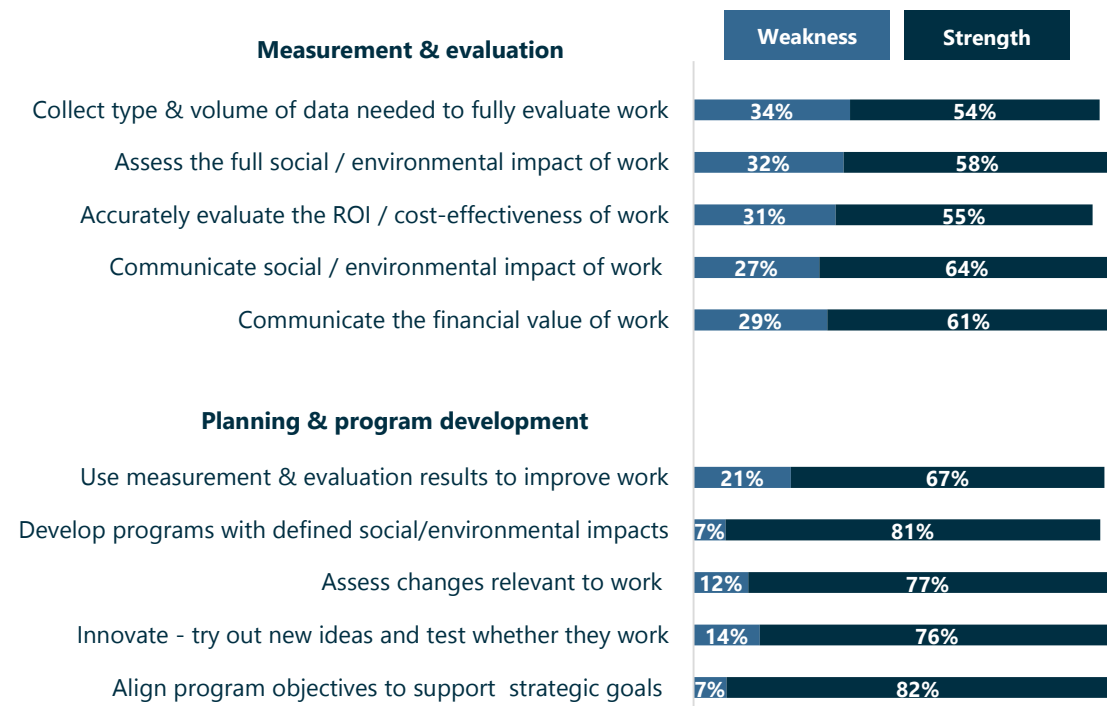 Weakness Strength
Measurement & evaluation
Collect type & volume of data needed to fully evaluate work 34% 54%
Assess the full social / environmental impact of work 32% 58%
Accurately evaluate the ROI / cost-effectiveness of work 31% 55%
Communicate social / environmental impact of work 27% 64%
Communicate the financial value of work 29% 61%
Planning & program development
Use measurement & evaluation results to improve work 21% 67%
Develop programs with defined social/environmental impacts 7% 81%
Assess changes relevant to work 12% 77%
Innovate - try out new ideas and test whether they work 14% 76%
Align program objectives to support strategic goals 7% 82%